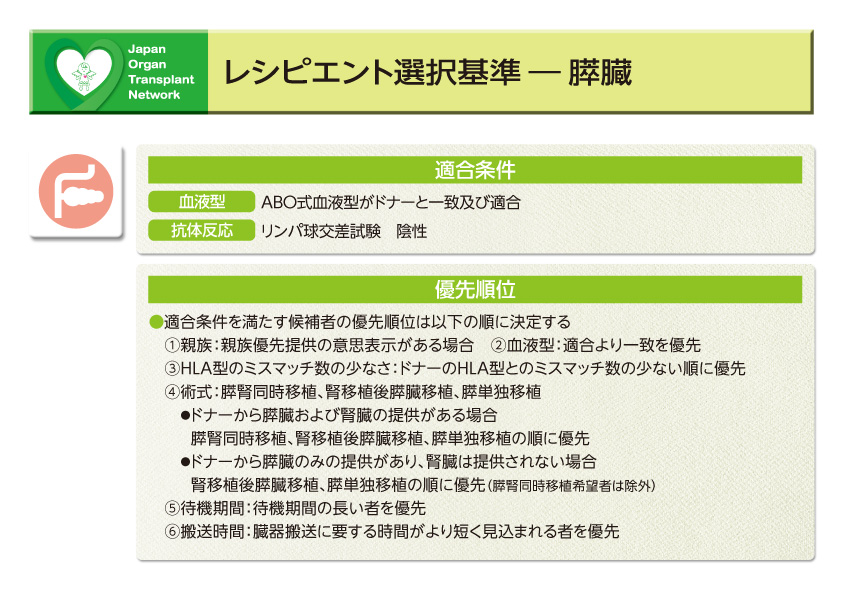 Japan
Organ
Transplant
Network
レシピエント選択基準 ― 膵臓
適合条件
血液型 ABO式血液型がドナーと一致及び適合
抗体反応 リンパ球交差試験　陰性
優先順位
●適合条件を満たす候補者の優先順位は以下の順に決定する
①親族：親族優先提供の意思表示がある場合　②血液型：適合より一致を優先
③HLA型のミスマッチ数の少なさ：ドナーのHLA型とのミスマッチ数の少ない順に優先
④術式：膵腎同時移植、腎移植後膵臓移植、膵単独移植
●ドナーから膵臓および腎臓の提供がある場合
膵腎同時移植、腎移植後膵臓移植、膵単独移植の順に優先
●ドナーから膵臓のみの提供があり、腎臓は提供されない場合
腎移植後膵臓移植、膵単独移植の順に優先（膵腎同時移植希望者は除外）
⑤待機期間：待機期間の長い者を優先
⑥搬送時間：臓器搬送に要する時間がより短く見込まれる者を優先